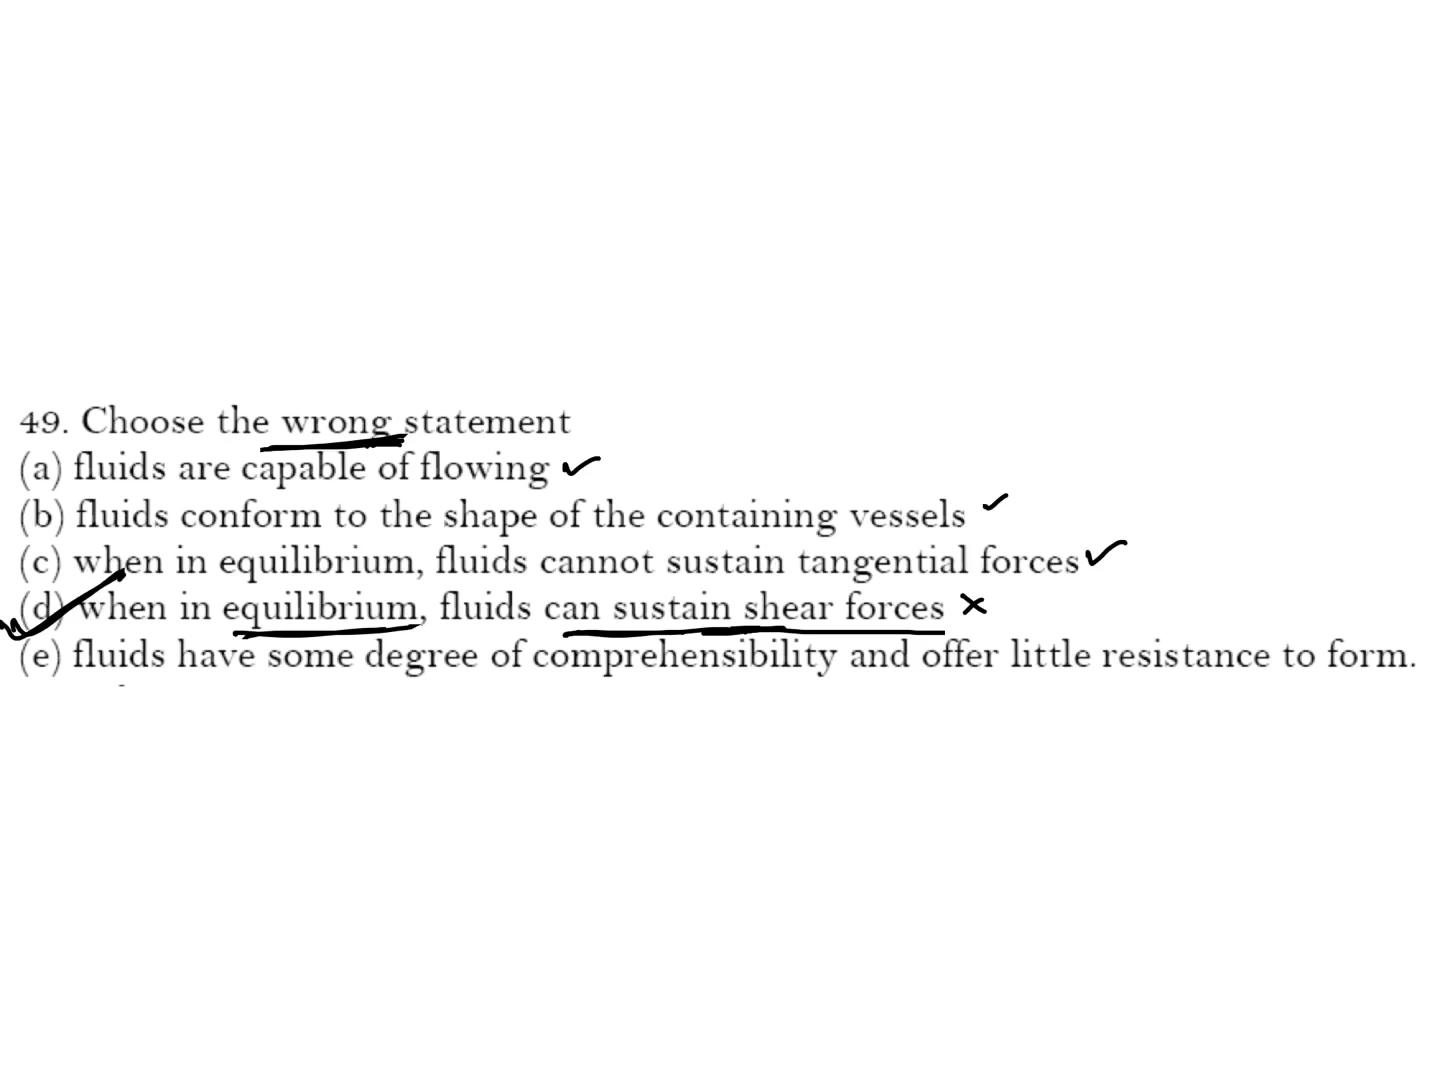 49. Choose the wrong statement
(a) fluids are capable of flowing
(b) fluids conform to the shape of the containing vessels
(c) when in equilibrium, fluids cannot sustain tangential forces
(d) when in equilibrium, fluids can sustain shear forces
(e) fluids have some degree of comprehensibility and offer little resistance to form.